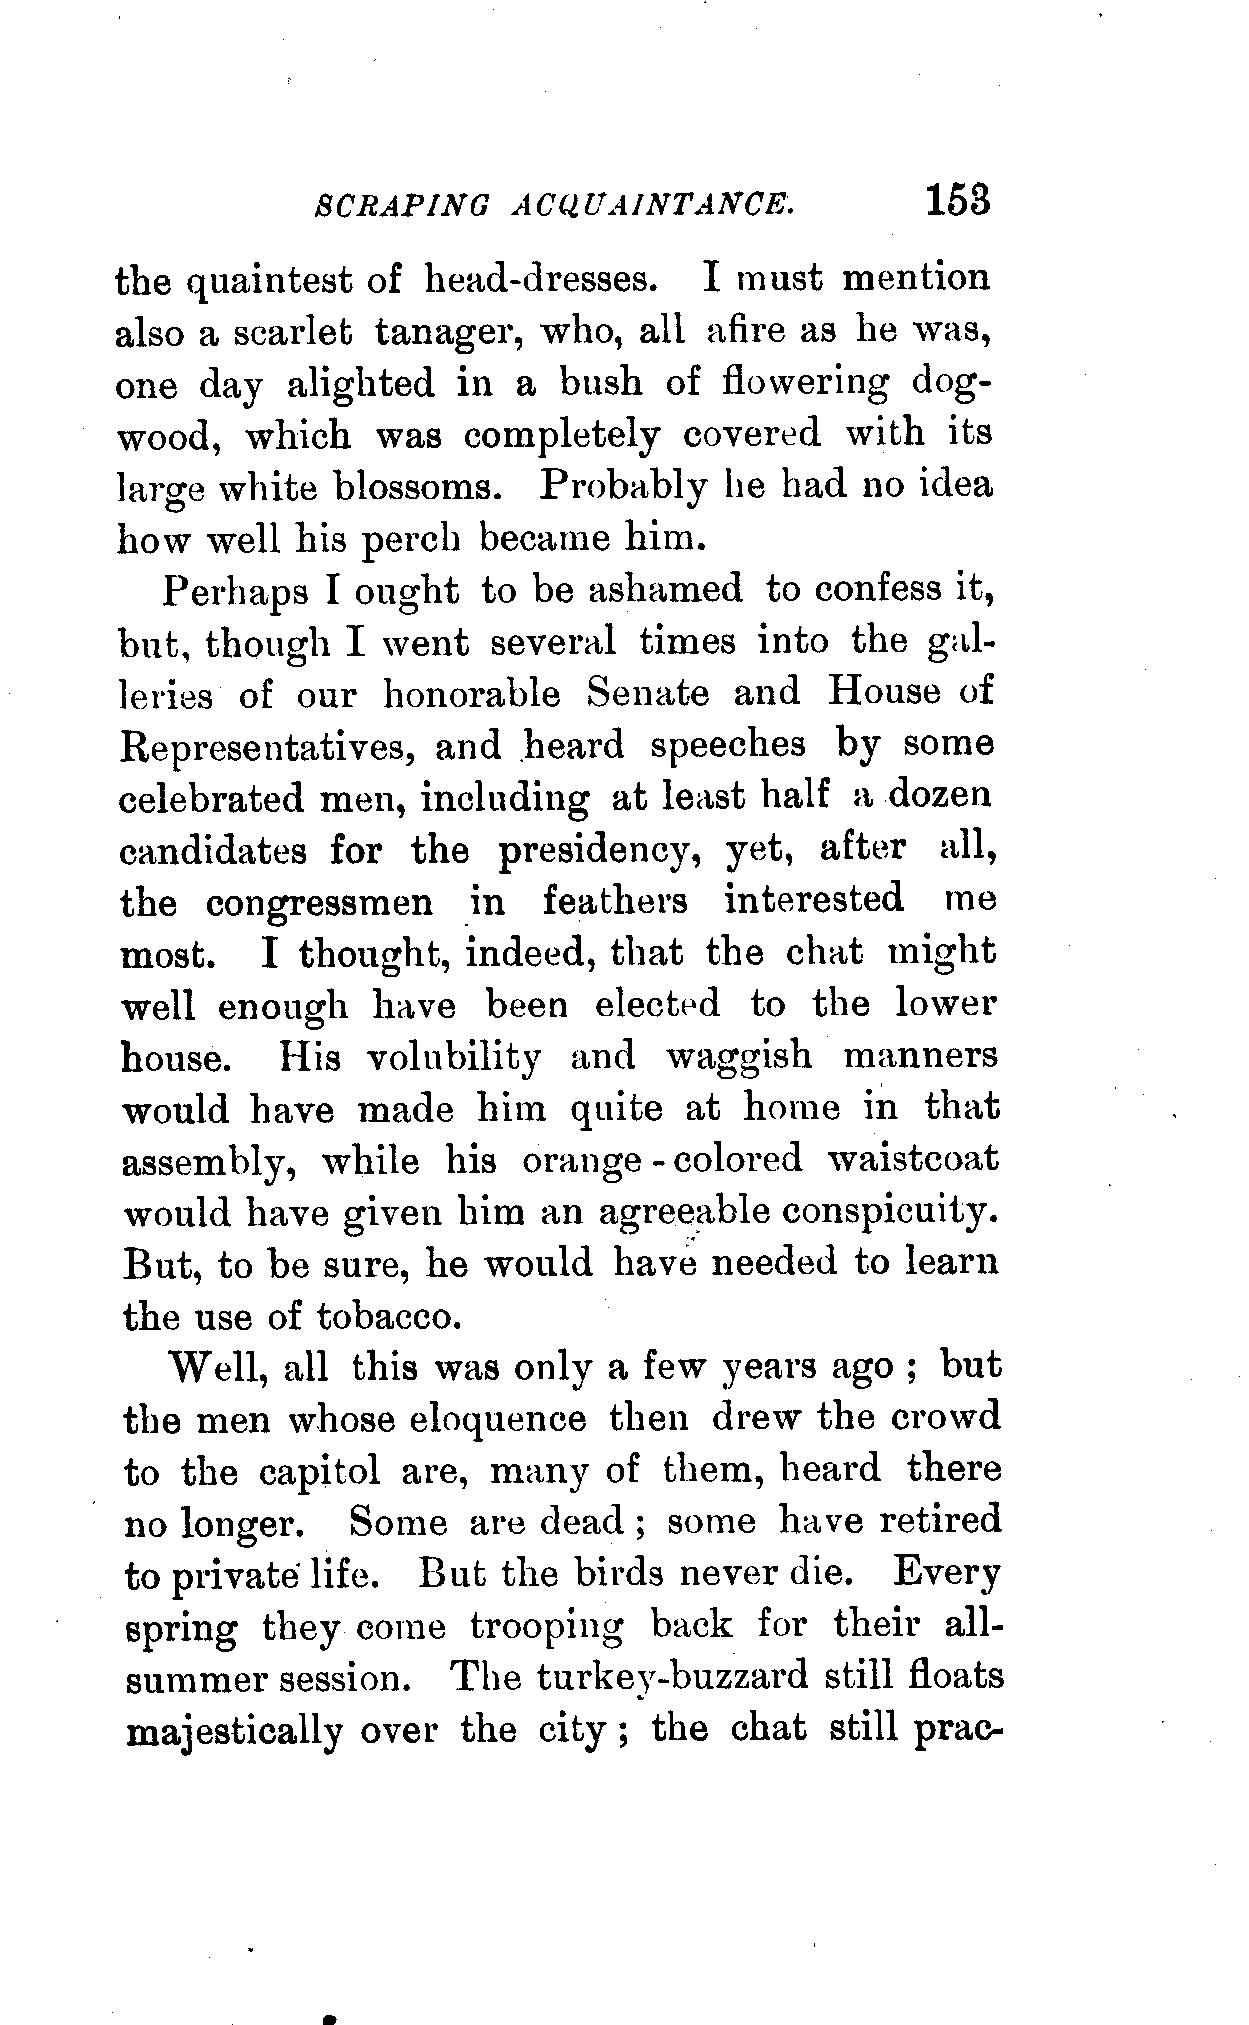 SCRAPING ACQUAINTANCE. 153
the quaintest of head-dresses. I must mention
also a scarlet tanager, who, all afire as he was,
one day alighted in a bush of flowering dog-
wood, which was completely covered with its
large white blossoms. Probably he had no idea
how well his perch became him.
Perhaps I ought to be ashamed to confess it,
but, though I went several times into the gal-
leries of our honorable Senate and House of
Representatives, and heard speeches by some
celebrated men, including at least half a dozen
candidates for the presidency, yet, after all,
the congressmen in feathers interested me
most. I thought, indeed, that the chat might
well enough have been elected to the lower
house. His volubility and waggish manners
would have made him quite at home in that
assembly, while his orange-colored waistcoat
would have given him an agreeable conspicuity.
But, to be sure, he would have needed to learn
the use of tobacco.
Well, all this was only a few years ago ; but
the men whose eloquence then drew the crowd
to the capitol are, many of them, heard there
no longer. Some are dead ; some have retired
to private life. But the birds never die. Every
spring they come trooping back for their all-
summer session. The turkey-buzzard still floats
majestically over the city ; the chat still prac-